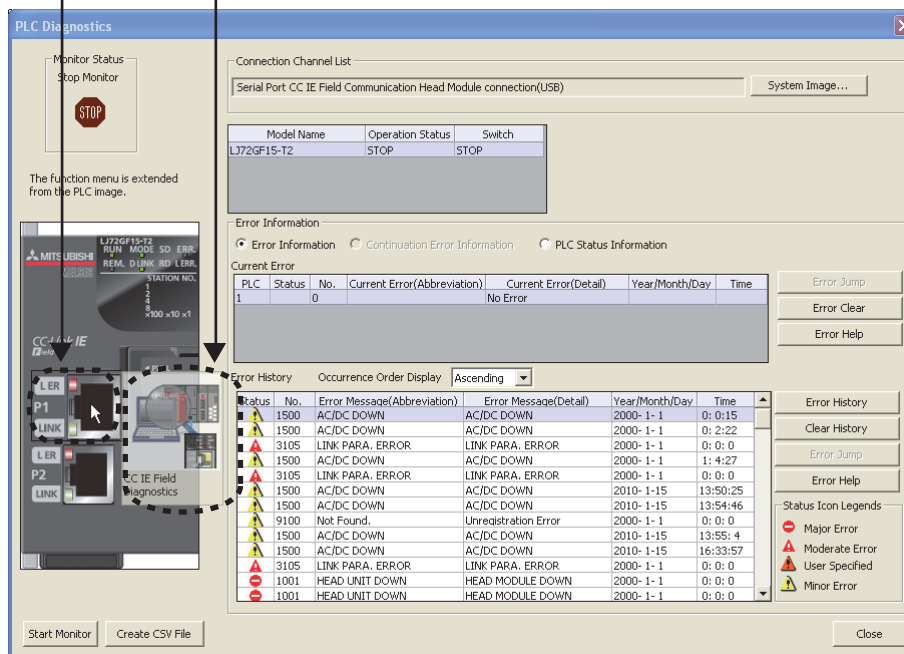 PLC Diagnostics
Monitor Status
Stop Monitor
STOP
The function menu is extended
from the PLC image.
MITSUBISHI
MELSEC
LJ72GF15-T2
RUN MODE SD ERR.
REM. D LINK RD L ERR.
STATION NO.
1
2
4
8
×100 ×10 ×1
CC-Link IE
Field
L ER
P1
LINK
L ER
P2
LINK
CC IE Field
Diagnostics
Connection Channel List
Serial Port CC IE Field Communication Head Module connection(USB)
System Image...
Model Name Operation Status Switch
LJ72GF15-T2 STOP STOP
Error Information
Error Information Continuation Error Information PLC Status Information
Current Error
PLC Status No. Current Error(Abbreviation) Current Error(Detail) Year/Month/Day Time
1 0 No Error
Error Jump
Error Clear
Error Help
Error History Occurrence Order Display Ascending
Status No. Error Message(Abbreviation) Error Message(Detail) Year/Month/Day Time
1500 AC/DC DOWN AC/DC DOWN 2000- 1- 1 0: 0:15
1500 AC/DC DOWN AC/DC DOWN 2000- 1- 1 0: 2:22
3105 LINK PARA. ERROR LINK PARA. ERROR 2000- 1- 1 0: 0: 0
1500 AC/DC DOWN AC/DC DOWN 2000- 1- 1 1: 4:27
3105 LINK PARA. ERROR LINK PARA. ERROR 2000- 1- 1 0: 0: 0
1500 AC/DC DOWN AC/DC DOWN 2010- 1-15 13:50:25
1500 AC/DC DOWN AC/DC DOWN 2010- 1-15 13:54:46
9100 Not Found. Unregistration Error 2000- 1- 1 0: 0: 0
1500 AC/DC DOWN AC/DC DOWN 2010- 1-15 13:55: 4
1500 AC/DC DOWN AC/DC DOWN 2010- 1-15 16:33:57
3105 LINK PARA. ERROR LINK PARA. ERROR 2000- 1- 1 0: 0: 0
1001 HEAD UNIT DOWN HEAD MODULE DOWN 2000- 1- 1 0: 0: 0
1001 HEAD UNIT DOWN HEAD MODULE DOWN 2000- 1- 1 0: 0: 0
Error History
Clear History
Error Jump
Error Help
Status Icon Legends
Major Error
Moderate Error
User Specified
Minor Error
Start Monitor
Create CSV File
Close